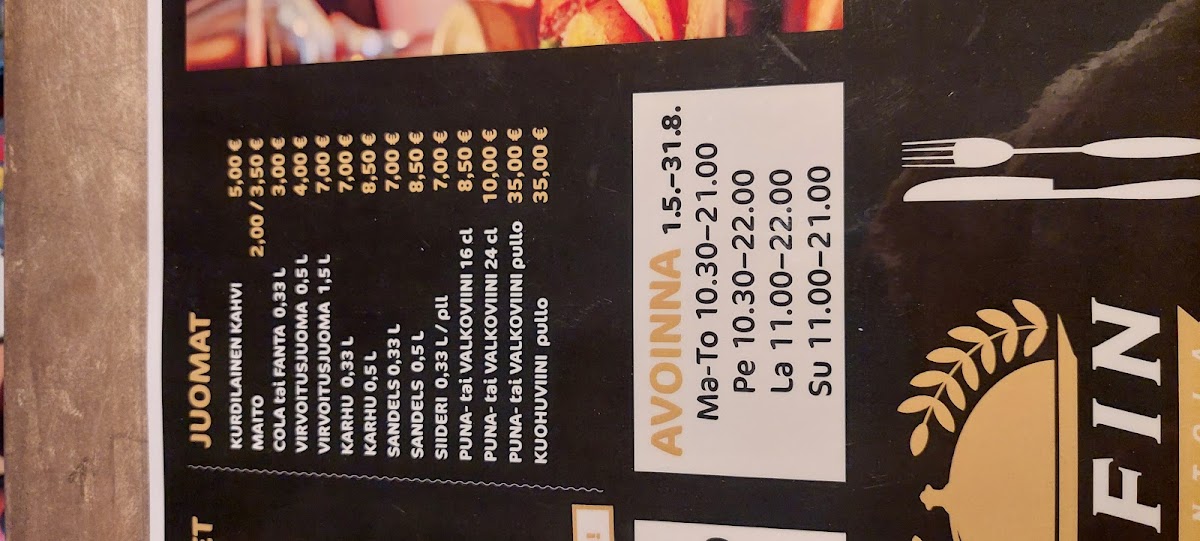 JUOMAT
KURDILAINEN KAHVI 5,00 €
MAITO 2,00 / 3,50 €
COLA tai FANTA 0,33 L 3,00 €
VIRVOITUSJUOMA 0,5 L 4,00 €
VIRVOITUSJUOMA 1,5 L 7,00 €
KARHU 0,33 L 7,00 €
KARHU 0,5 L 8,50 €
SANDELS 0,33 L 7,00 €
SANDELS 0,5 L 8,50 €
SIIDERI 0,33 L / pll 7,00 €
PUNA- tai VALKOVIINI 16 cl 8,50 €
PUNA- tai VALKOVIINI 24 cl 10,00 €
PUNA- tai VALKOVIINI pullo 35,00 €
KUOHUVIINI pullo 35,00 €
AVOINNA 1.5.–31.8.
Ma-To 10.30–21.00
Pe 10.30–22.00
La 11.00–22.00
Su 11.00–21.00
FIN